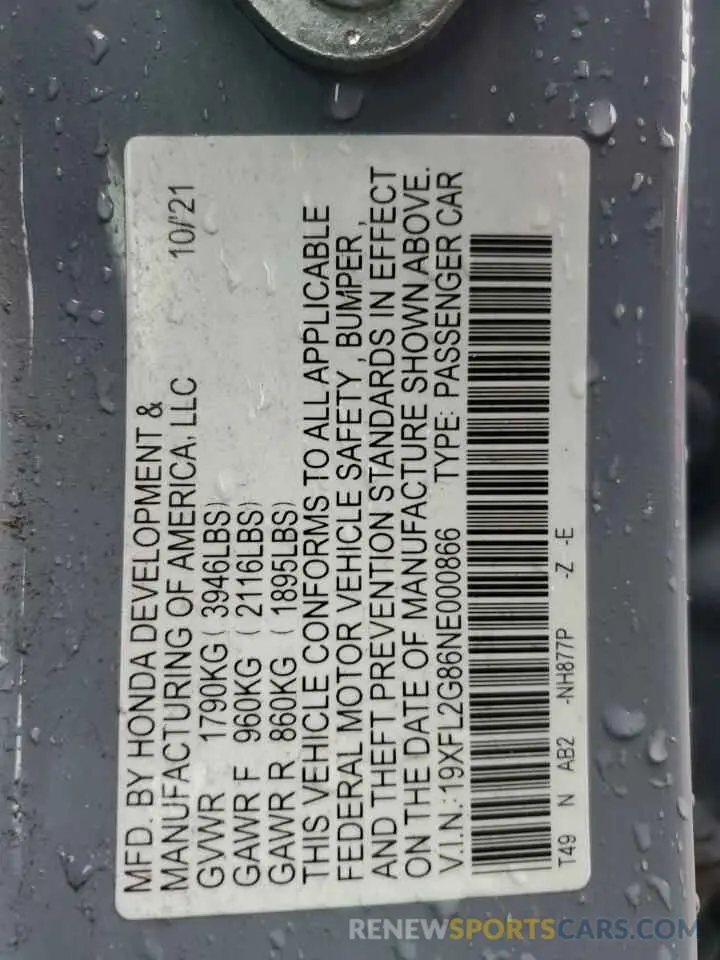 MFD. BY HONDA DEVELOPMENT &
MANUFACTURING OF AMERICA, LLC 10/'21
GVWR 1790KG ( 3946LBS)
GAWR F 960KG ( 2116LBS)
GAWR R 860KG ( 1895LBS)
THIS VEHICLE CONFORMS TO ALL APPLICABLE
FEDERAL MOTOR VEHICLE SAFETY , BUMPER ,
AND THEFT PREVENTION STANDARDS IN EFFECT
ON THE DATE OF MANUFACTURE SHOWN ABOVE.
V.I.N.:19XFL2G86NE000866 TYPE: PASSENGER CAR
T49 N AB2 -NH877P -Z -E
RENEWSPORTSCARS.COM